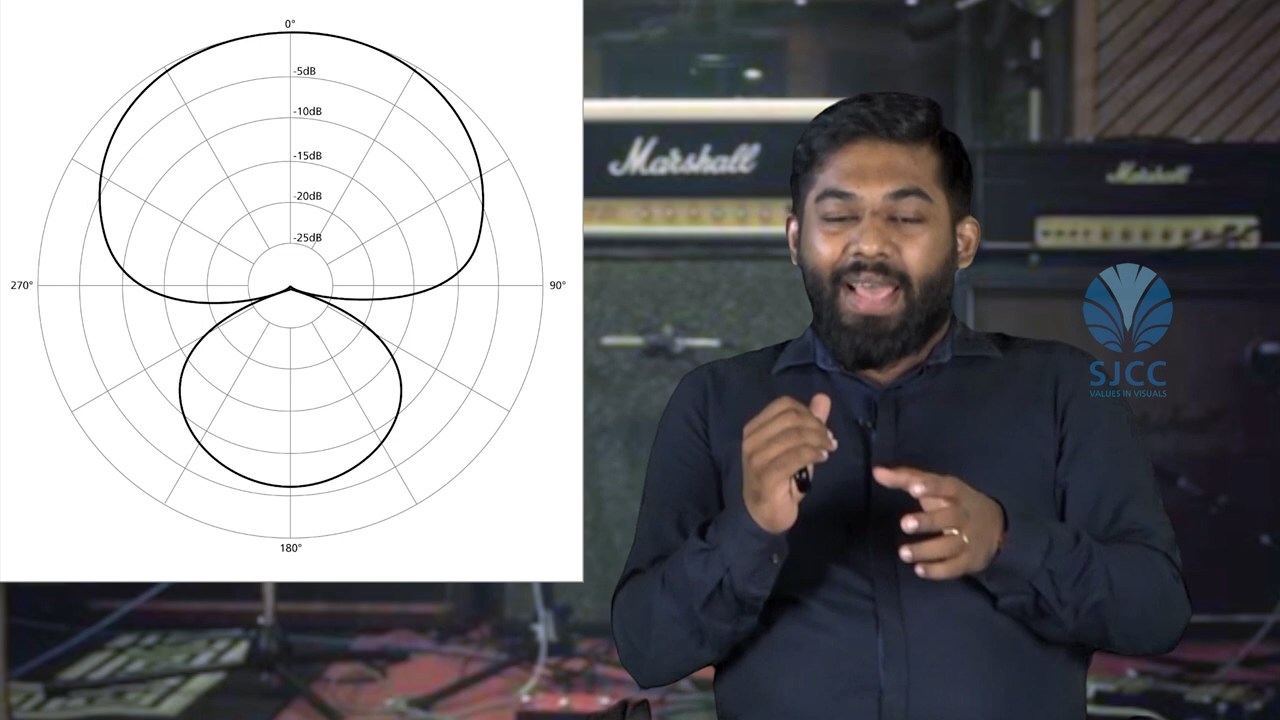 0°
-5dB
-10dB
-15dB
-20dB
-25dB
270°
90°
180°
Marshall
Marshall
SJCC
VALUES IN VISUALS